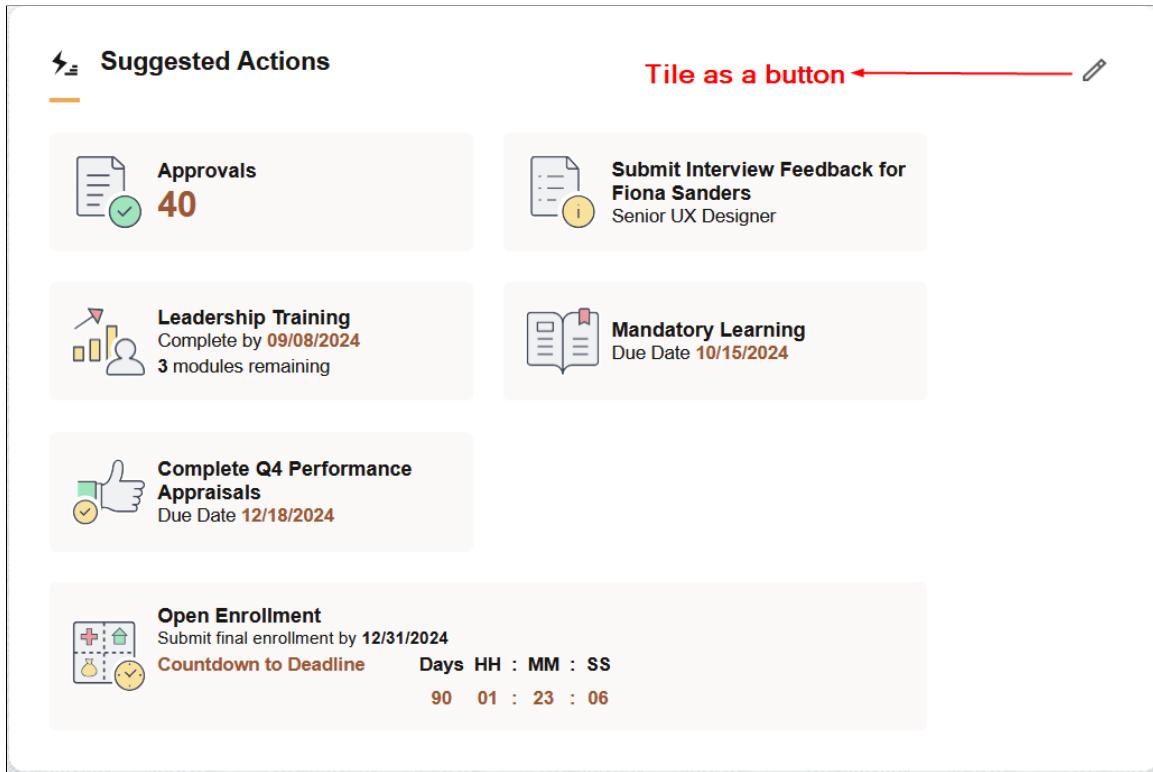 Suggested Actions
Tile as a button
Approvals
40
Submit Interview Feedback for
Fiona Sanders
Senior UX Designer
Leadership Training
Complete by 09/08/2024
3 modules remaining
Mandatory Learning
Due Date 10/15/2024
Complete Q4 Performance
Appraisals
Due Date 12/18/2024
Open Enrollment
Submit final enrollment by 12/31/2024
Countdown to Deadline Days HH : MM : SS
90 01 : 23 : 06